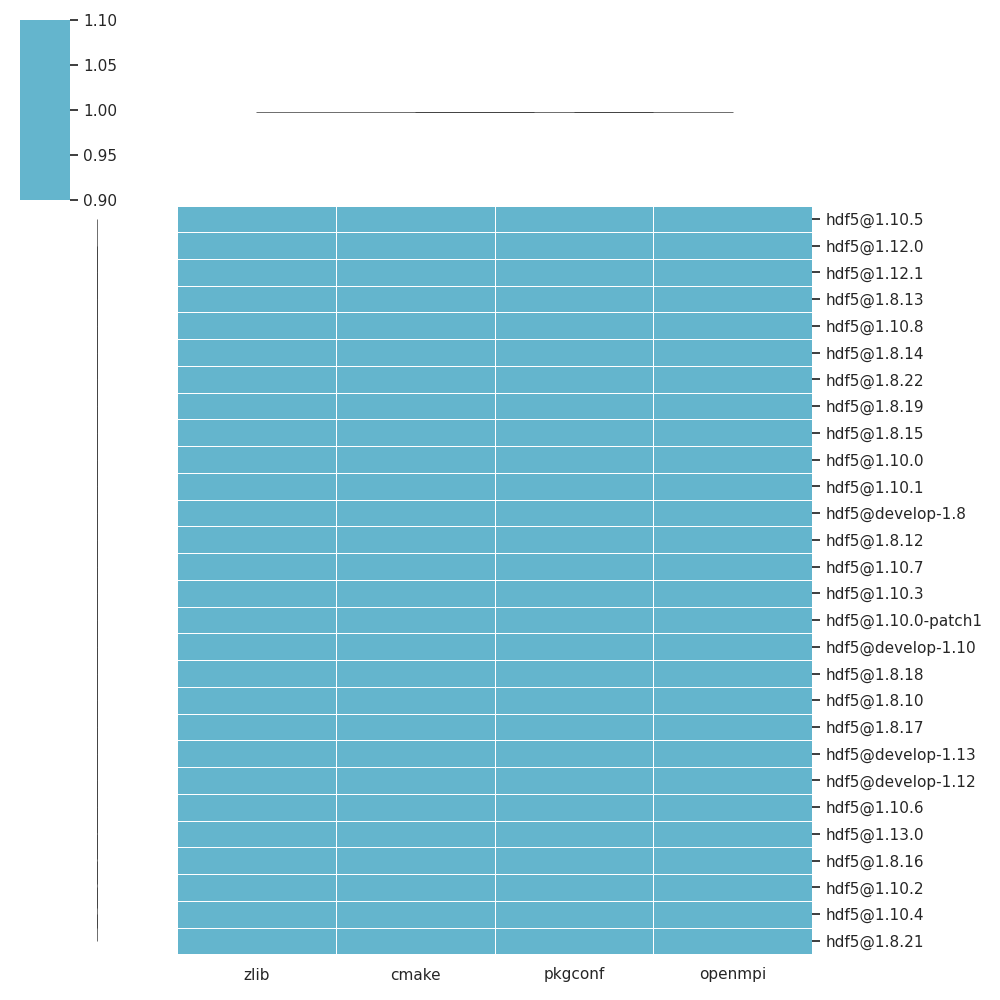 1.10
1.05
1.00
0.95
0.90
hdf5@1.10.5
hdf5@1.12.0
hdf5@1.12.1
hdf5@1.8.13
hdf5@1.10.8
hdf5@1.8.14
hdf5@1.8.22
hdf5@1.8.19
hdf5@1.8.15
hdf5@1.10.0
hdf5@1.10.1
hdf5@develop-1.8
hdf5@1.8.12
hdf5@1.10.7
hdf5@1.10.3
hdf5@1.10.0-patch1
hdf5@develop-1.10
hdf5@1.8.18
hdf5@1.8.10
hdf5@1.8.17
hdf5@develop-1.13
hdf5@develop-1.12
hdf5@1.10.6
hdf5@1.13.0
hdf5@1.8.16
hdf5@1.10.2
hdf5@1.10.4
hdf5@1.8.21
zlib cmake pkgconf openmpi